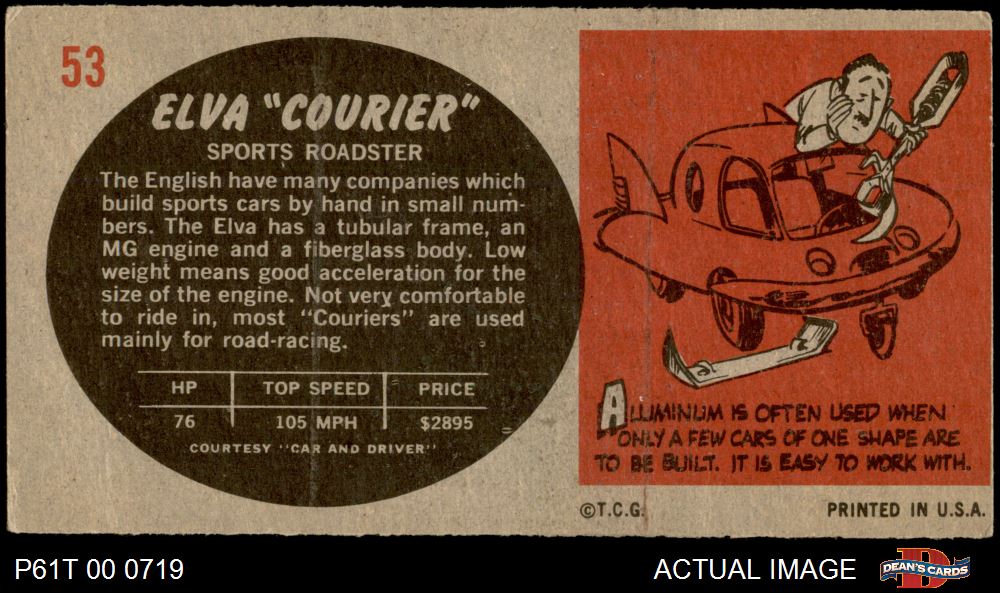 53
ELVA "COURIER"
SPORTS ROADSTER
The English have many companies which
build sports cars by hand in small num-
bers. The Elva has a tubular frame, an
MG engine and a fiberglass body. Low
weight means good acceleration for the
size of the engine. Not very comfortable
to ride in, most "Couriers" are used
mainly for road-racing.
HP TOP SPEED PRICE
76 105 MPH $2895
COURTESY "CAR AND DRIVER"
ALUMINUM IS OFTEN USED WHEN
ONLY A FEW CARS OF ONE SHAPE ARE
TO BE BUILT. IT IS EASY TO WORK WITH.
©T.C.G. PRINTED IN U.S.A.
P61T 00 0719 ACTUAL IMAGE DEAN'S CARDS